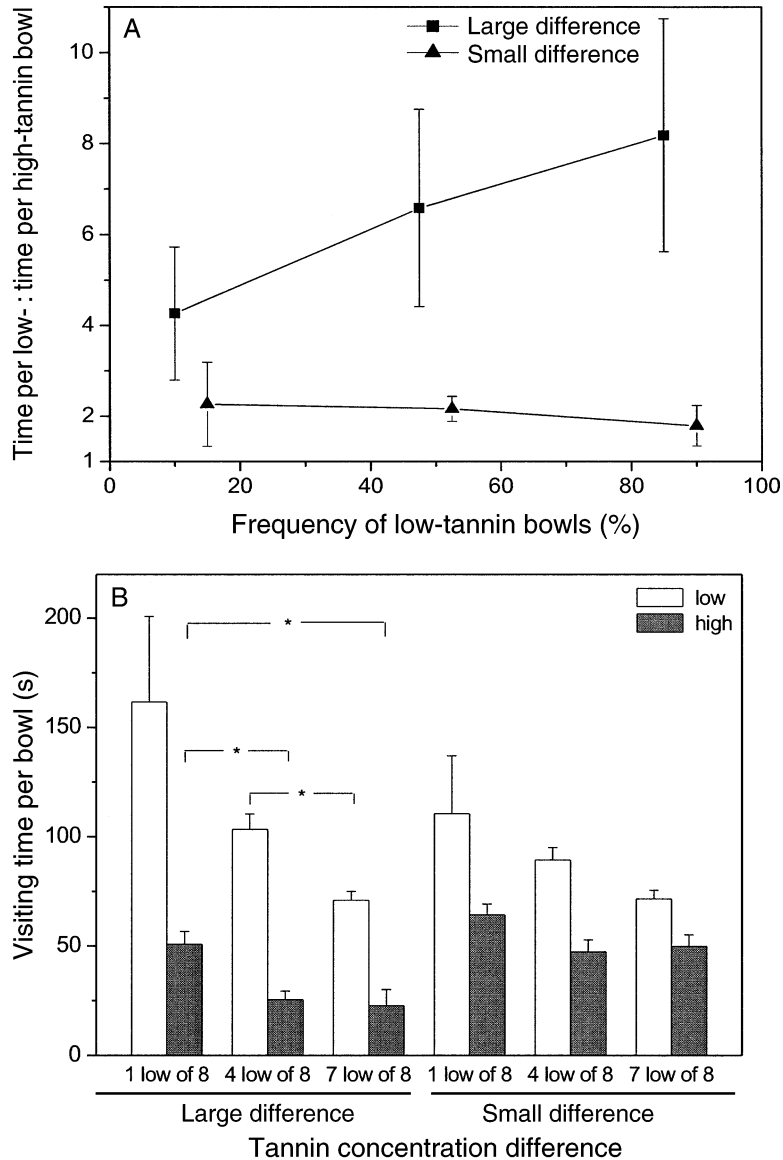 A
Large difference
Small difference
Time per low- : time per high-tannin bowl
10
8
6
4
2
1
0 20 40 60 80 100
Frequency of low-tannin bowls (%)
B
low
high
Visiting time per bowl (s)
200
150
100
50
0
*
*
*
1 low of 8 4 low of 8 7 low of 8 1 low of 8 4 low of 8 7 low of 8
Large difference Small difference
Tannin concentration difference